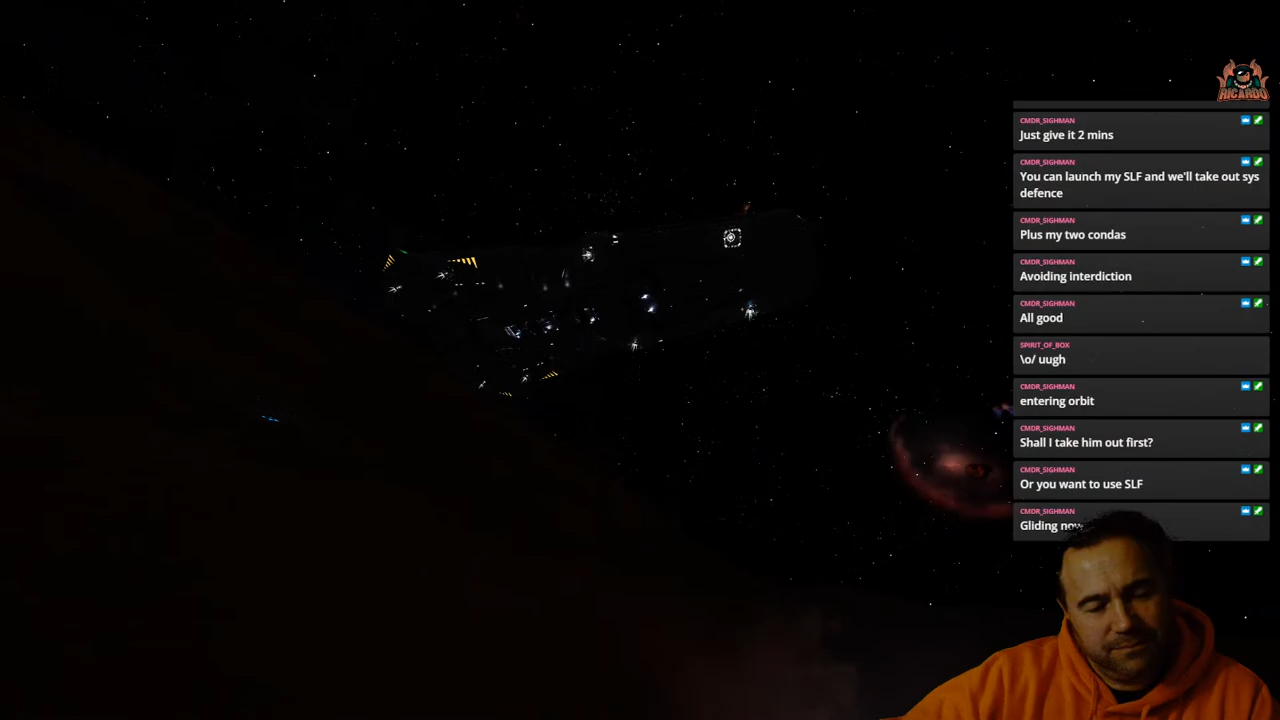 RICARDO
CMDR_SIGHMAN
Just give it 2 mins
CMDR_SIGHMAN
You can launch my SLF and we'll take out sys
defence
CMDR_SIGHMAN
Plus my two condas
CMDR_SIGHMAN
Avoiding interdiction
CMDR_SIGHMAN
All good
SPIRIT_OF_BOX
\o/ uugh
CMDR_SIGHMAN
entering orbit
CMDR_SIGHMAN
Shall I take him out first?
CMDR_SIGHMAN
Or you want to use SLF
CMDR_SIGHMAN
Gliding now